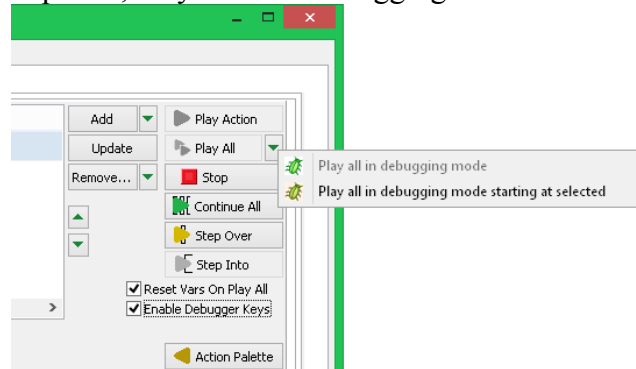 Add
Play Action
Update
Play All
Play all in debugging mode
Remove...
Stop
Play all in debugging mode starting at selected
Continue All
Step Over
Step Into
Reset Vars On Play All
Enable Debugger Keys
Action Palette